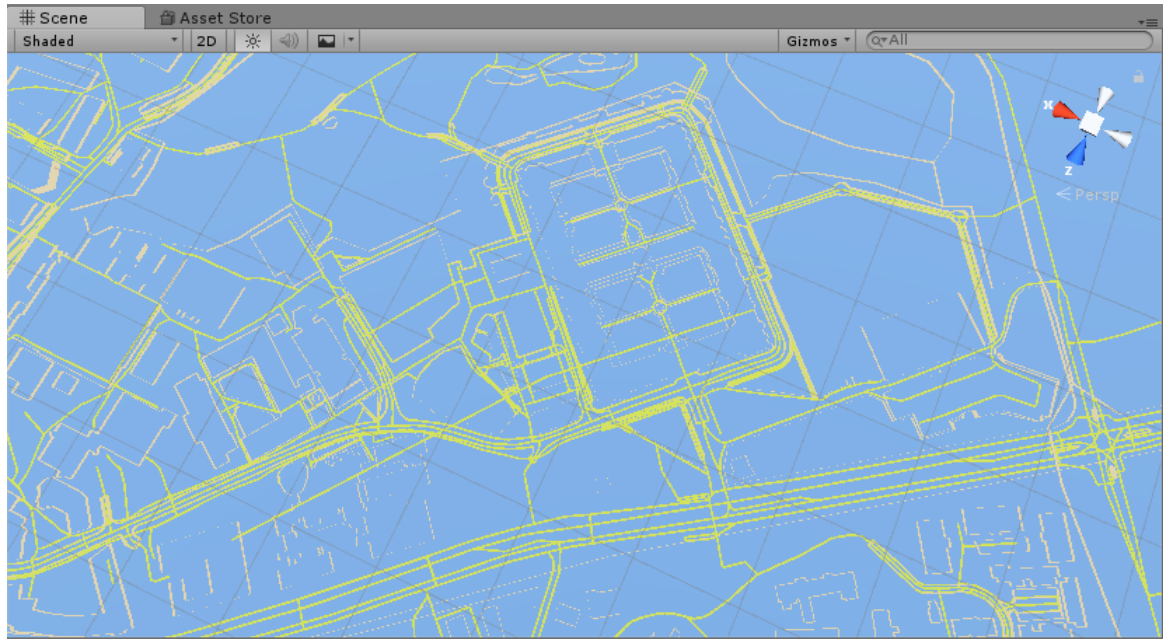 Scene
Asset Store
Shaded
2D
Gizmos
All
x
z
Persp